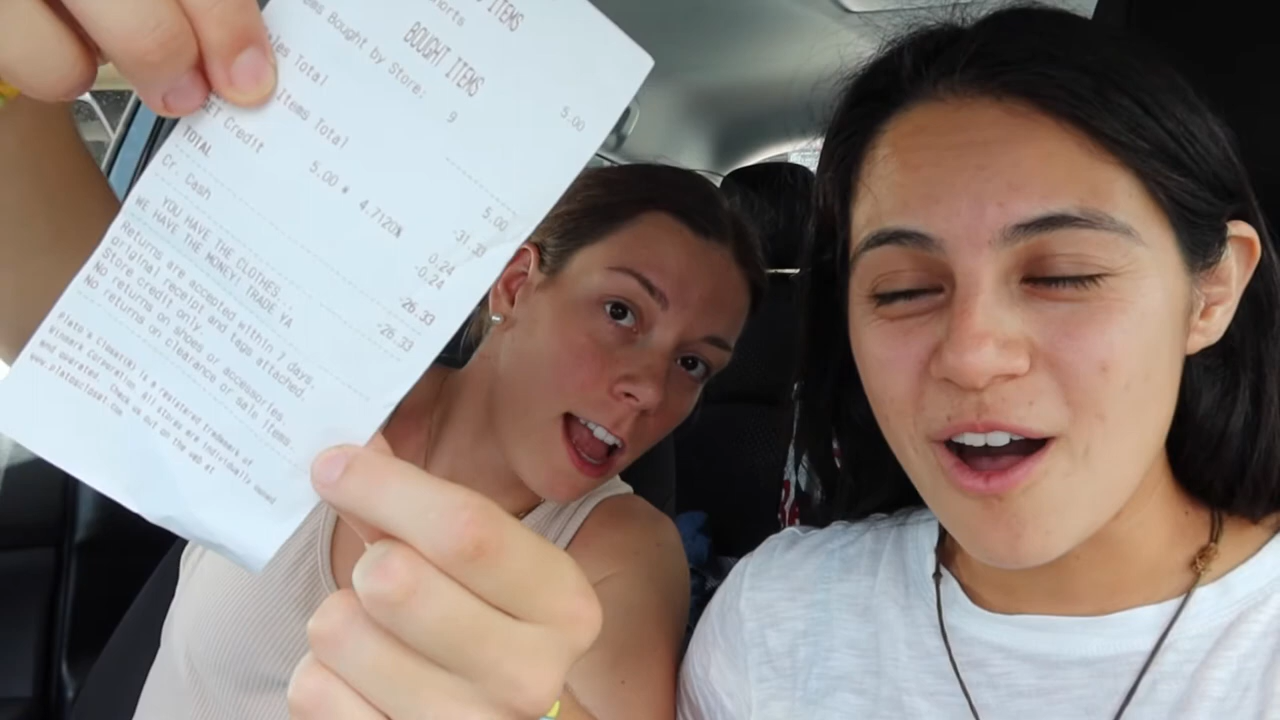 ITEMS
orts 5.00
BOUGHT ITEMS
ms Bought by Store: 9
les Total 5.00
Items Total -31.33
Credit 5.00 * 4.7120% 0.24
-0.24
TOTAL -26.33
Cr. Cash -26.33
YOU HAVE THE CLOTHES...
WE HAVE THE MONEY! TRADE YA
Returns are accepted within 7 days.
original receipt and tags attached.
Store credit only.
No returns on shoes or accessories.
No returns on clearance or sale items
Plato's Closet(R) is a registered trademark of
Winmark Corporation. All stores are individually owned
and operated. Check us out on the web at
www.platoscloset.com